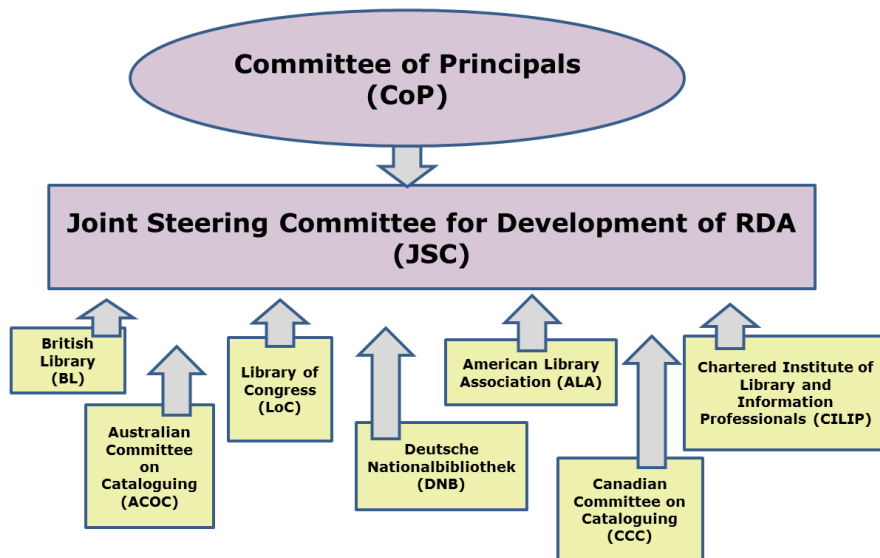 Committee of Principals
(CoP)
Joint Steering Committee for Development of RDA
(JSC)
British
Library
(BL)
Australian
Committee
on
Cataloguing
(ACOC)
Library of
Congress
(LoC)
Deutsche
Nationalbibliothek
(DNB)
American Library
Association (ALA)
Canadian
Committee on
Cataloguing
(CCC)
Chartered Institute of
Library and
Information
Professionals (CILIP)